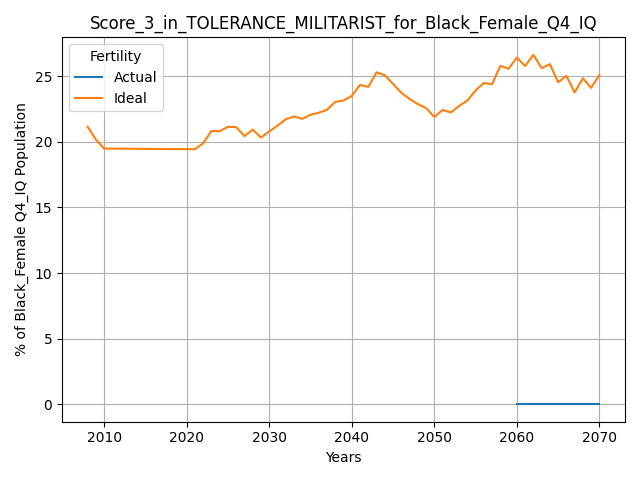 Score_3_in_TOLERANCE_MILITARIST_for_Black_Female_Q4_IQ
Fertility
Actual
Ideal
% of Black_Female Q4_IQ Population
25
20
15
10
5
0
2010 2020 2030 2040 2050 2060 2070
Years